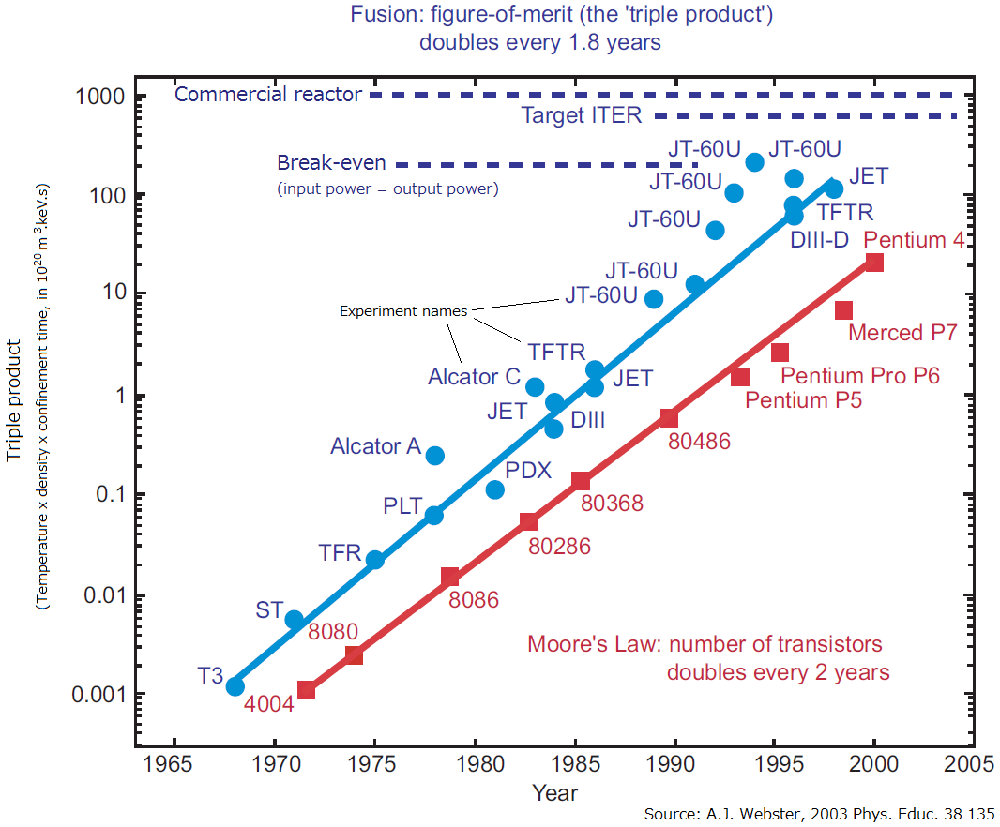 Fusion: figure-of-merit (the 'triple product')
doubles every 1.8 years
1000
100
10
1
0.1
0.01
0.001
Triple product
(Temperature x density x confinement time, in 10²⁰ m⁻³.keV.s)
Commercial reactor
Target ITER
Break-even
(input power = output power)
JT-60U
JT-60U
JT-60U
JET
JT-60U
TFTR
DIII-D
Pentium 4
JT-60U
JT-60U
Experiment names
Merced P7
TFTR
Alcator C
JET
Pentium Pro P6
Pentium P5
JET
DIII
80486
Alcator A
PDX
80368
PLT
80286
TFR
8086
ST
8080
Moore's Law: number of transistors
doubles every 2 years
T3
4004
1965
1970
1975
1980
1985
1990
1995
2000
2005
Year
Source: A.J. Webster, 2003 Phys. Educ. 38 135